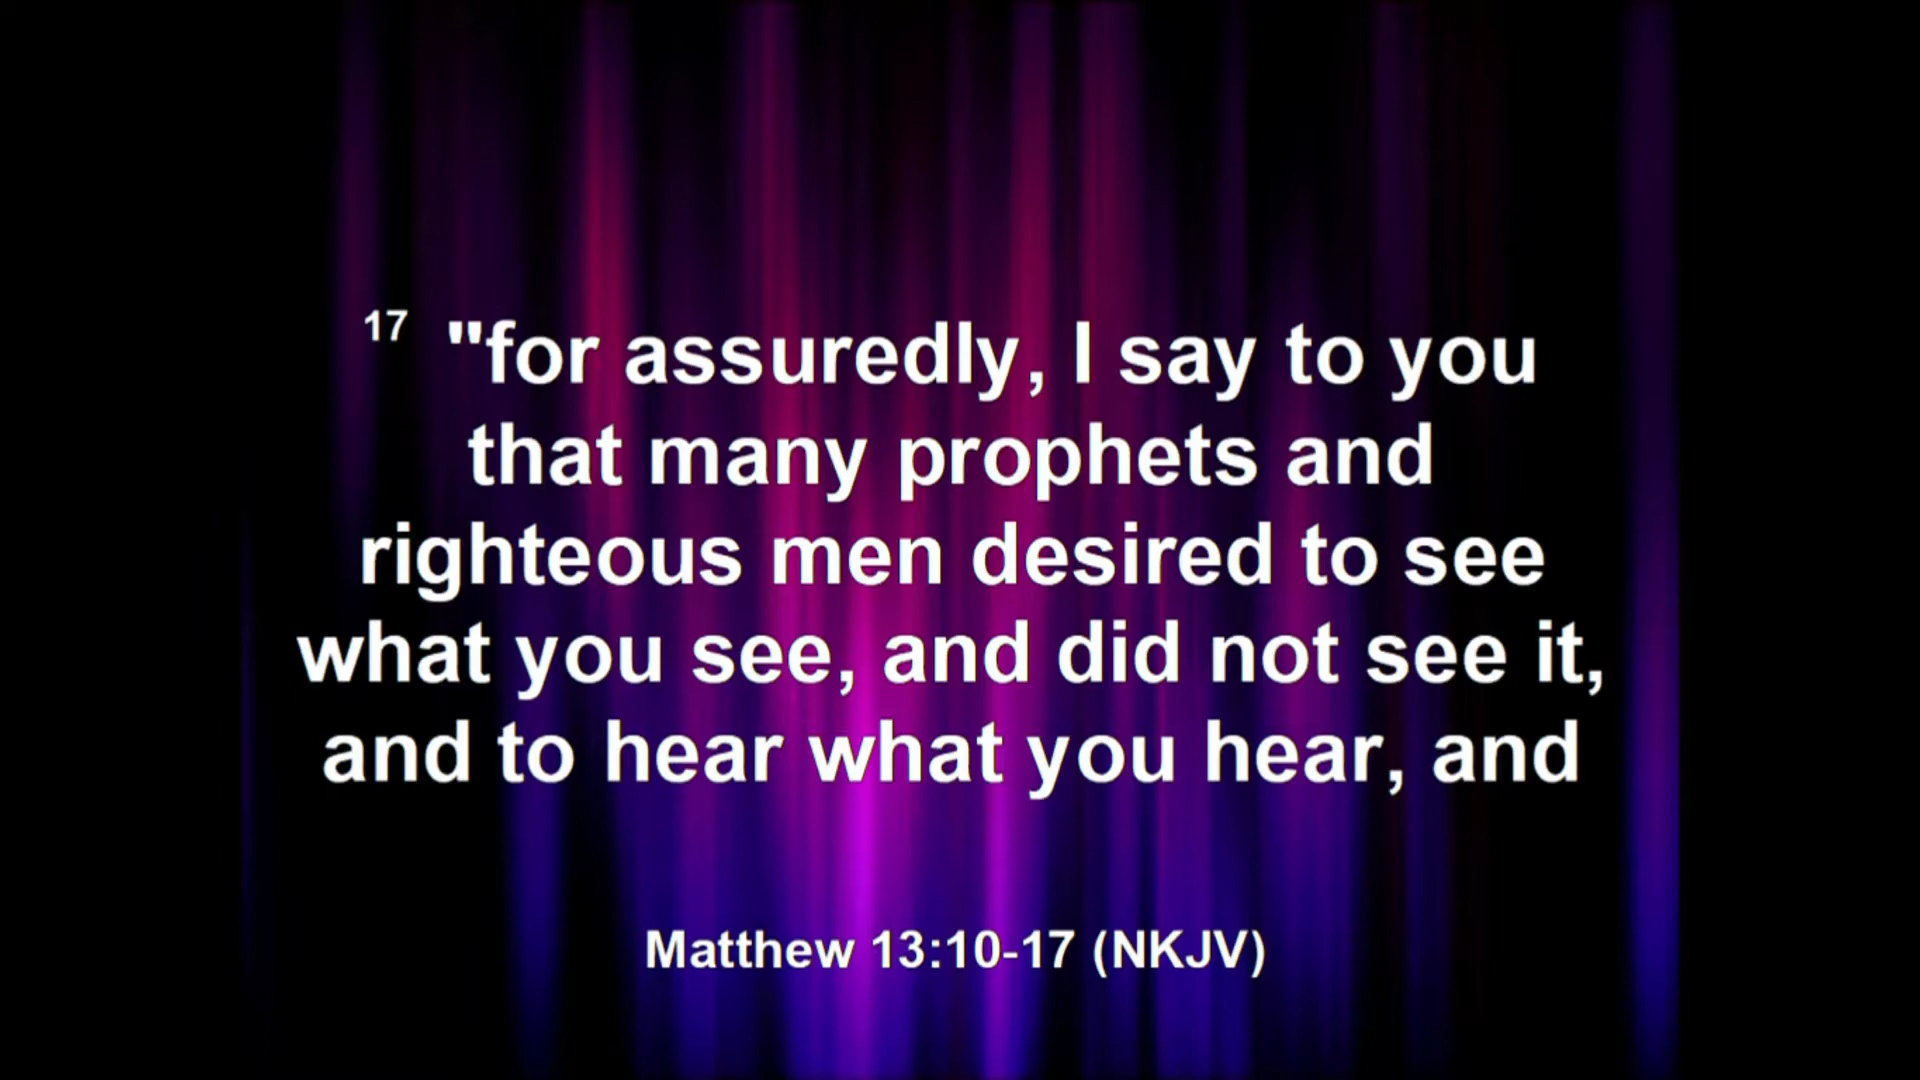 17 "for assuredly, I say to you
that many prophets and
righteous men desired to see
what you see, and did not see it,
and to hear what you hear, and
Matthew 13:10-17 (NKJV)